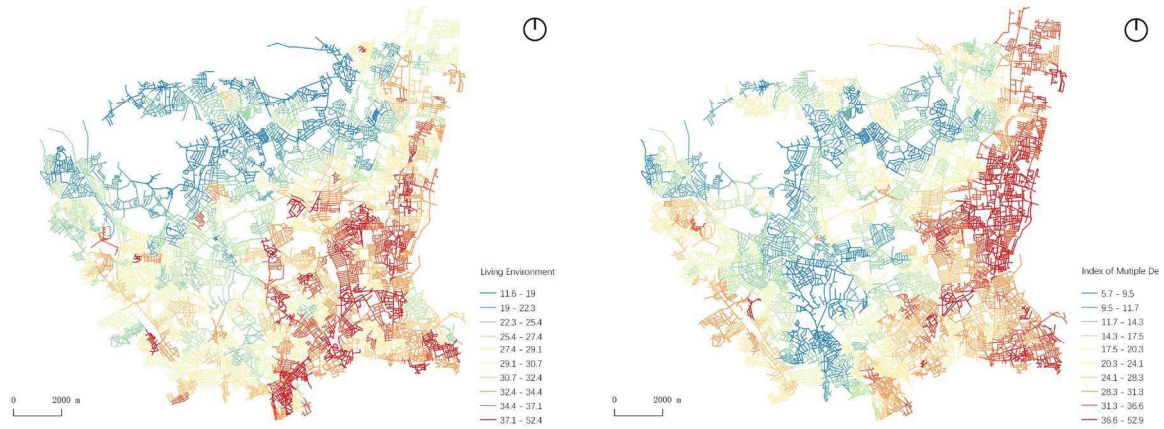 Living Environment
11.6 - 19
19 - 22.3
22.3 - 25.4
25.4 - 27.4
27.4 - 29.1
29.1 - 30.7
30.7 - 32.4
32.4 - 34.4
34.4 - 37.1
37.1 - 52.4
0 2000 m
Index of Mutiple De
5.7 - 9.5
9.5 - 11.7
11.7 - 14.3
14.3 - 17.5
17.5 - 20.3
20.3 - 24.1
24.1 - 28.3
28.3 - 31.3
31.3 - 36.6
36.6 - 52.9
0 2000 m